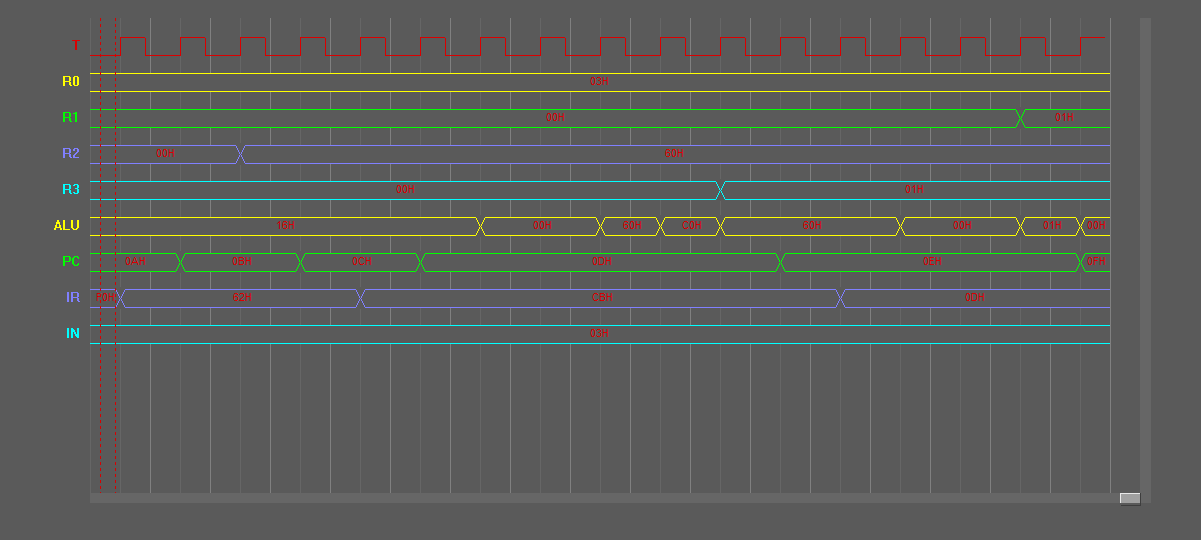 T
R0 03H
R1 00H 01H
R2 00H 60H
R3 00H 01H
ALU 16H 00H 60H C0H 60H 00H 01H 00H
PC 0AH 0BH 0CH 0DH 0EH 0FH
IR 62H CBH 0DH
IN 03H